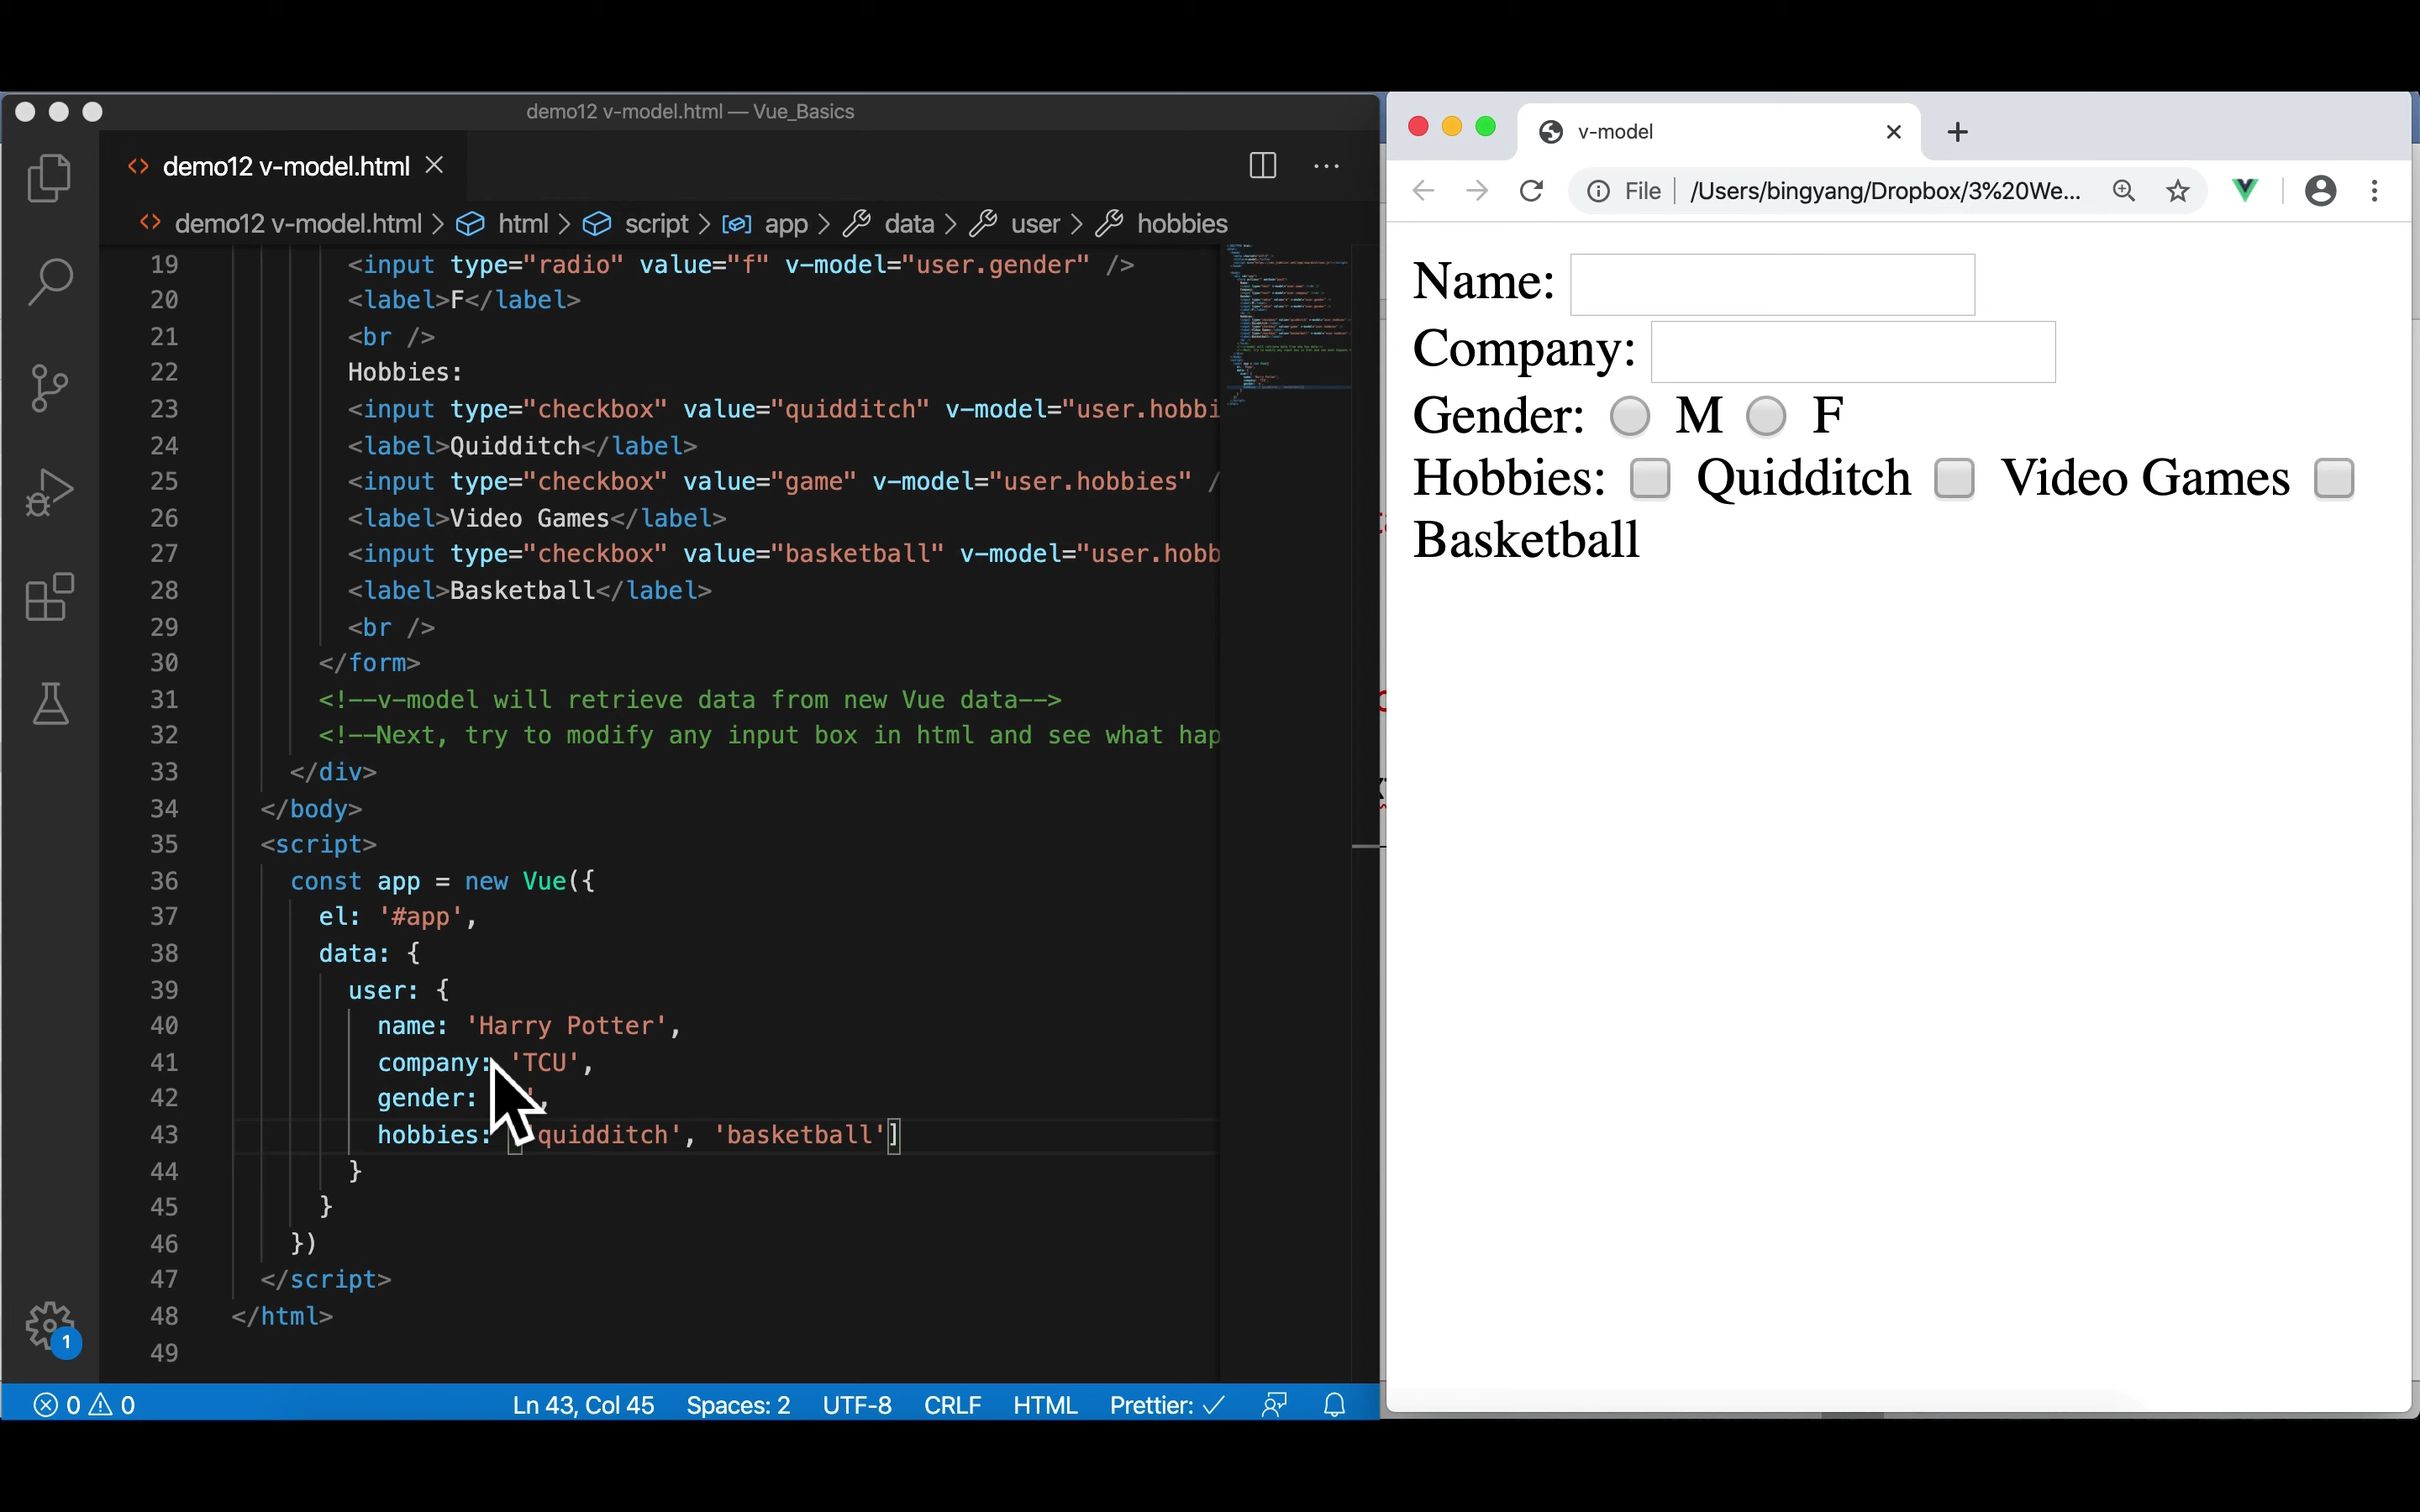 demo12 v-model.html — Vue_Basics
demo12 v-model.html
demo12 v-model.html > html > script > app > data > user > hobbies
19 <input type="radio" value="f" v-model="user.gender" />
20 <label>F</label>
21 <br />
22 Hobbies:
23 <input type="checkbox" value="quidditch" v-model="user.hobbi
24 <label>Quidditch</label>
25 <input type="checkbox" value="game" v-model="user.hobbies" /
26 <label>Video Games</label>
27 <input type="checkbox" value="basketball" v-model="user.hobb
28 <label>Basketball</label>
29 <br />
30 </form>
31 <!--v-model will retrieve data from new Vue data-->
32 <!--Next, try to modify any input box in html and see what hap
33 </div>
34 </body>
35 <script>
36 const app = new Vue({
37 el: '#app',
38 data: {
39 user: {
40 name: 'Harry Potter',
41 company: 'TCU',
42 gender: ',
43 hobbies: quidditch', 'basketball']
44 }
45 }
46 })
47 </script>
48 </html>
49
1
0 0
Ln 43, Col 45 Spaces: 2 UTF-8 CRLF HTML Prettier: ✓
v-model
File /Users/bingyang/Dropbox/3%20We...
Name:
Company:
Gender: M F
Hobbies: Quidditch Video Games
Basketball